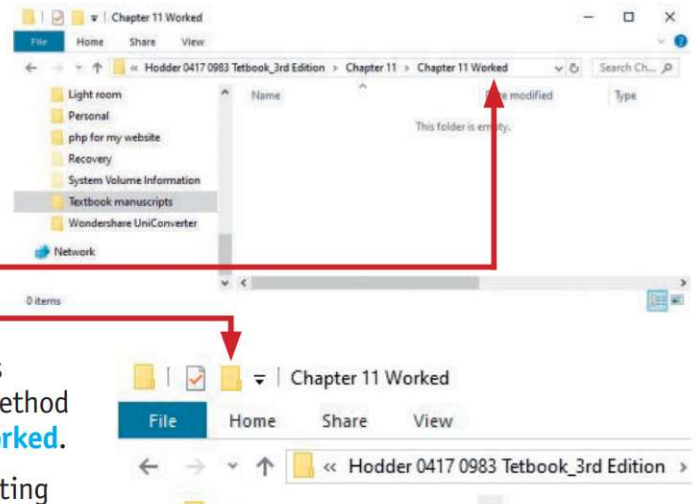 Chapter 11 Worked
File Home Share View
« Hodder 0417 0983 Tetbook_3rd Edition > Chapter 11 > Chapter 11 Worked Search Ch...
Name modified Type
Light room
Personal
This folder is empty.
php for my website
Recovery
System Volume Information
Textbook manuscripts
Wondershare UniConverter
Network
0 items
Chapter 11 Worked
File Home Share View
« Hodder 0417 0983 Tetbook_3rd Edition >
s
ethod
rked.
ting